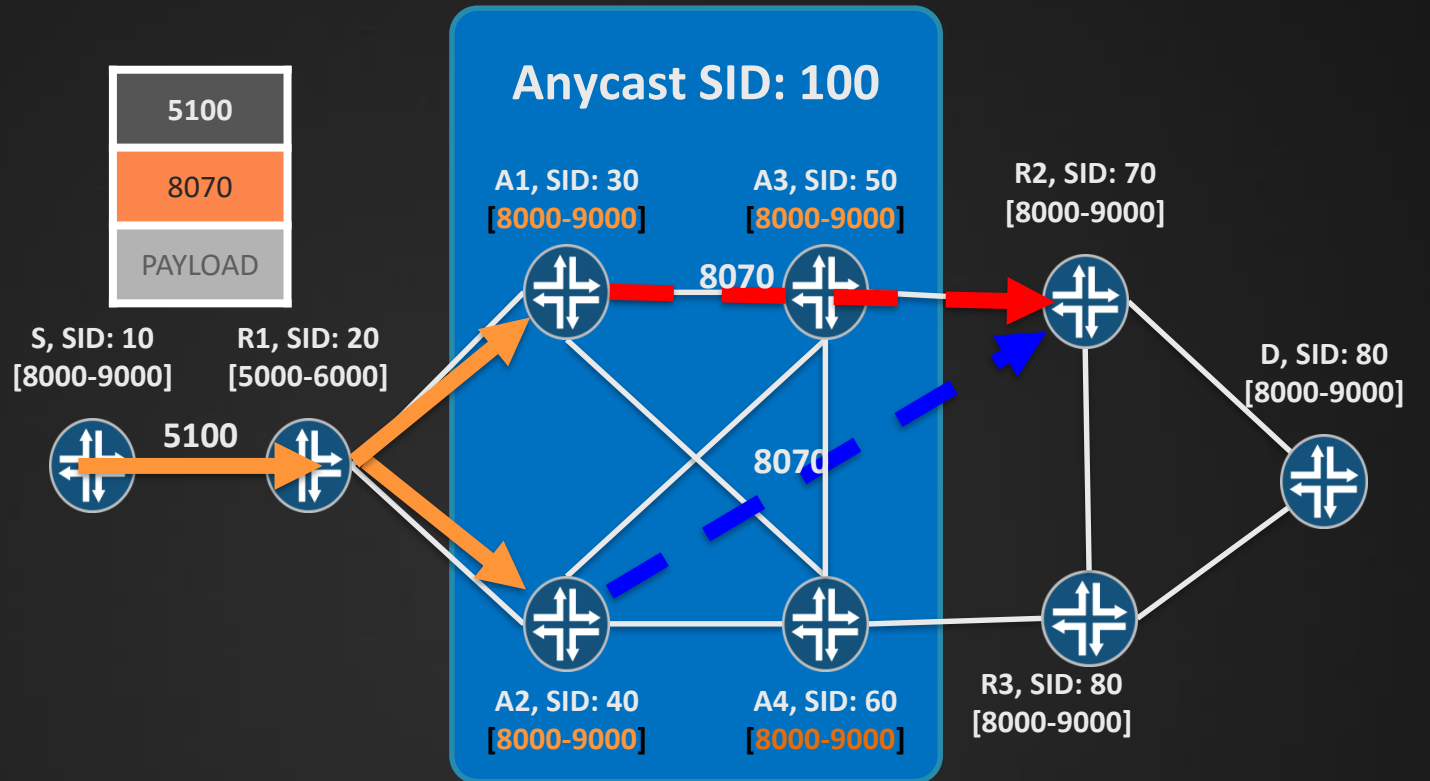 Anycast SID: 100
5100
8070
PAYLOAD
A1, SID: 30
[8000-9000]
A3, SID: 50
[8000-9000]
R2, SID: 70
[8000-9000]
8070
S, SID: 10
[8000-9000]
R1, SID: 20
[5000-6000]
D, SID: 80
[8000-9000]
5100
8070
A2, SID: 40
[8000-9000]
A4, SID: 60
[8000-9000]
R3, SID: 80
[8000-9000]